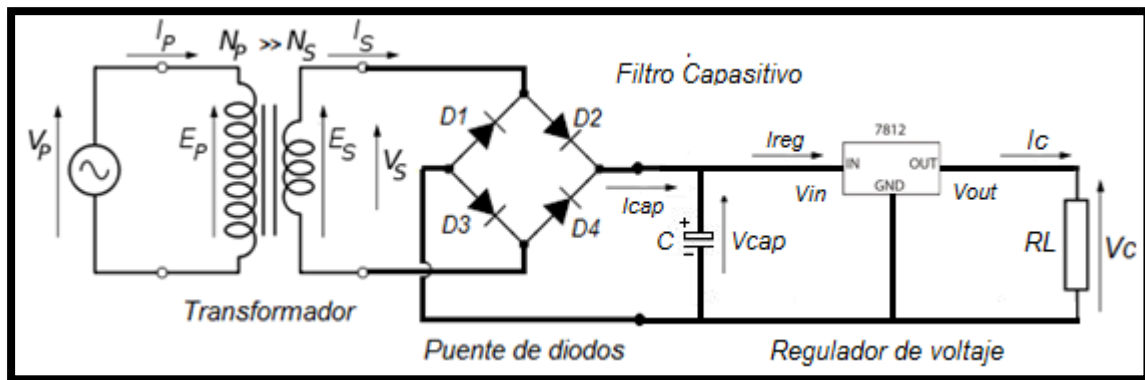 I_P N_P >> N_S I_S
Filtro Capasitivo
D1 D2
V_P E_P E_S V_S
D3 D4
Icap
C + - Vcap
Ireg 7812 Ic
IN OUT
GND
Vin Vout
RL Vc
Transformador
Puente de diodos
Regulador de voltaje